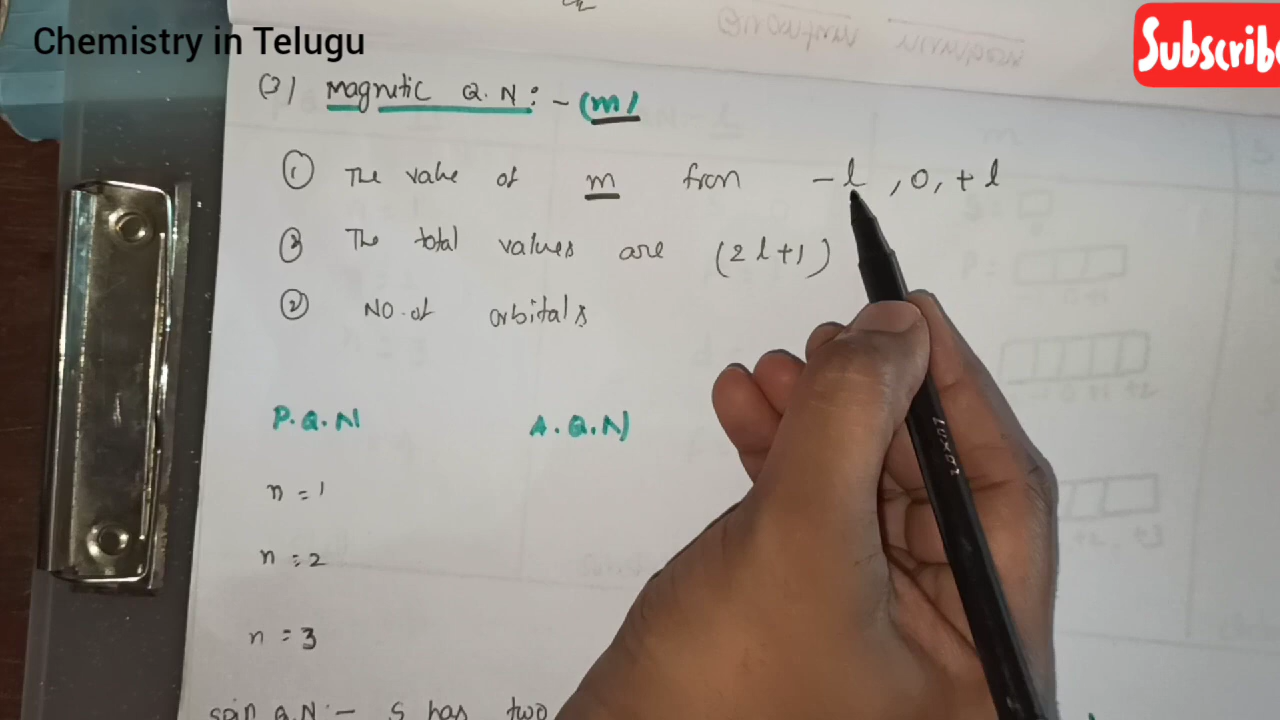 Chemistry in Telugu
Subscribe
(3) magnetic Q.N: - (m)
① The value of m from -l, 0, +l
③ The total values are (2l+1)
② NO. of orbitals
P.Q.N A.Q.N)
n = 1
n = 2
n = 3
spin Q.N :- S has two